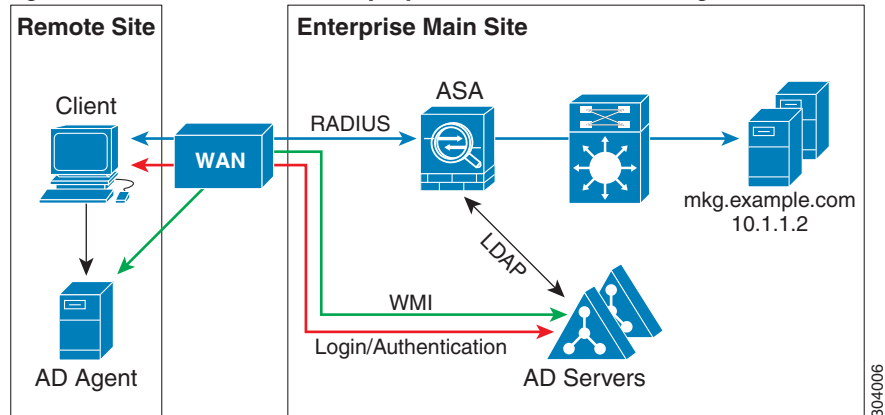 Remote Site
Enterprise Main Site
Client
ASA
RADIUS
WAN
mkg.example.com
10.1.1.2
LDAP
WMI
Login/Authentication
AD Agent
AD Servers
304006